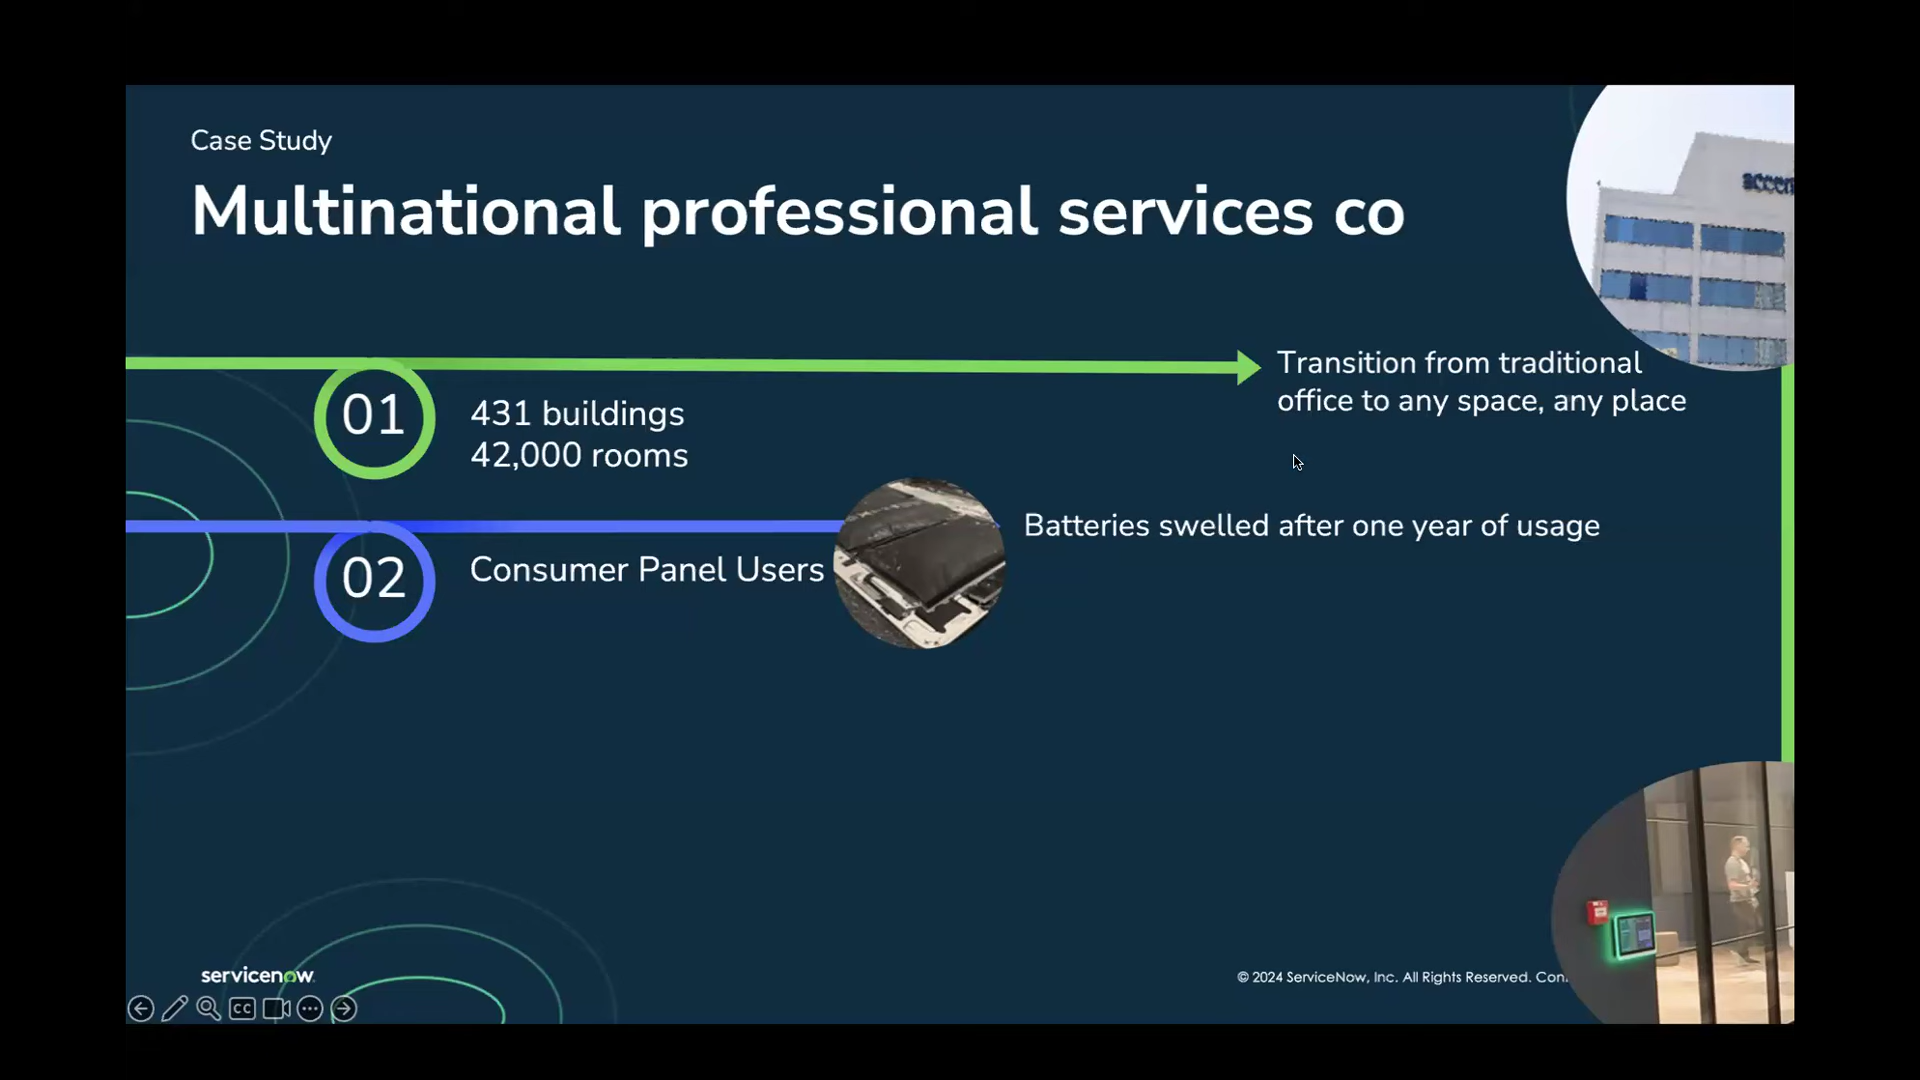 Case Study
Multinational professional services co
Transition from traditional
office to any space, any place
01
431 buildings
42,000 rooms
Batteries swelled after one year of usage
02
Consumer Panel Users
servicenow
© 2024 ServiceNow, Inc. All Rights Reserved.
CC